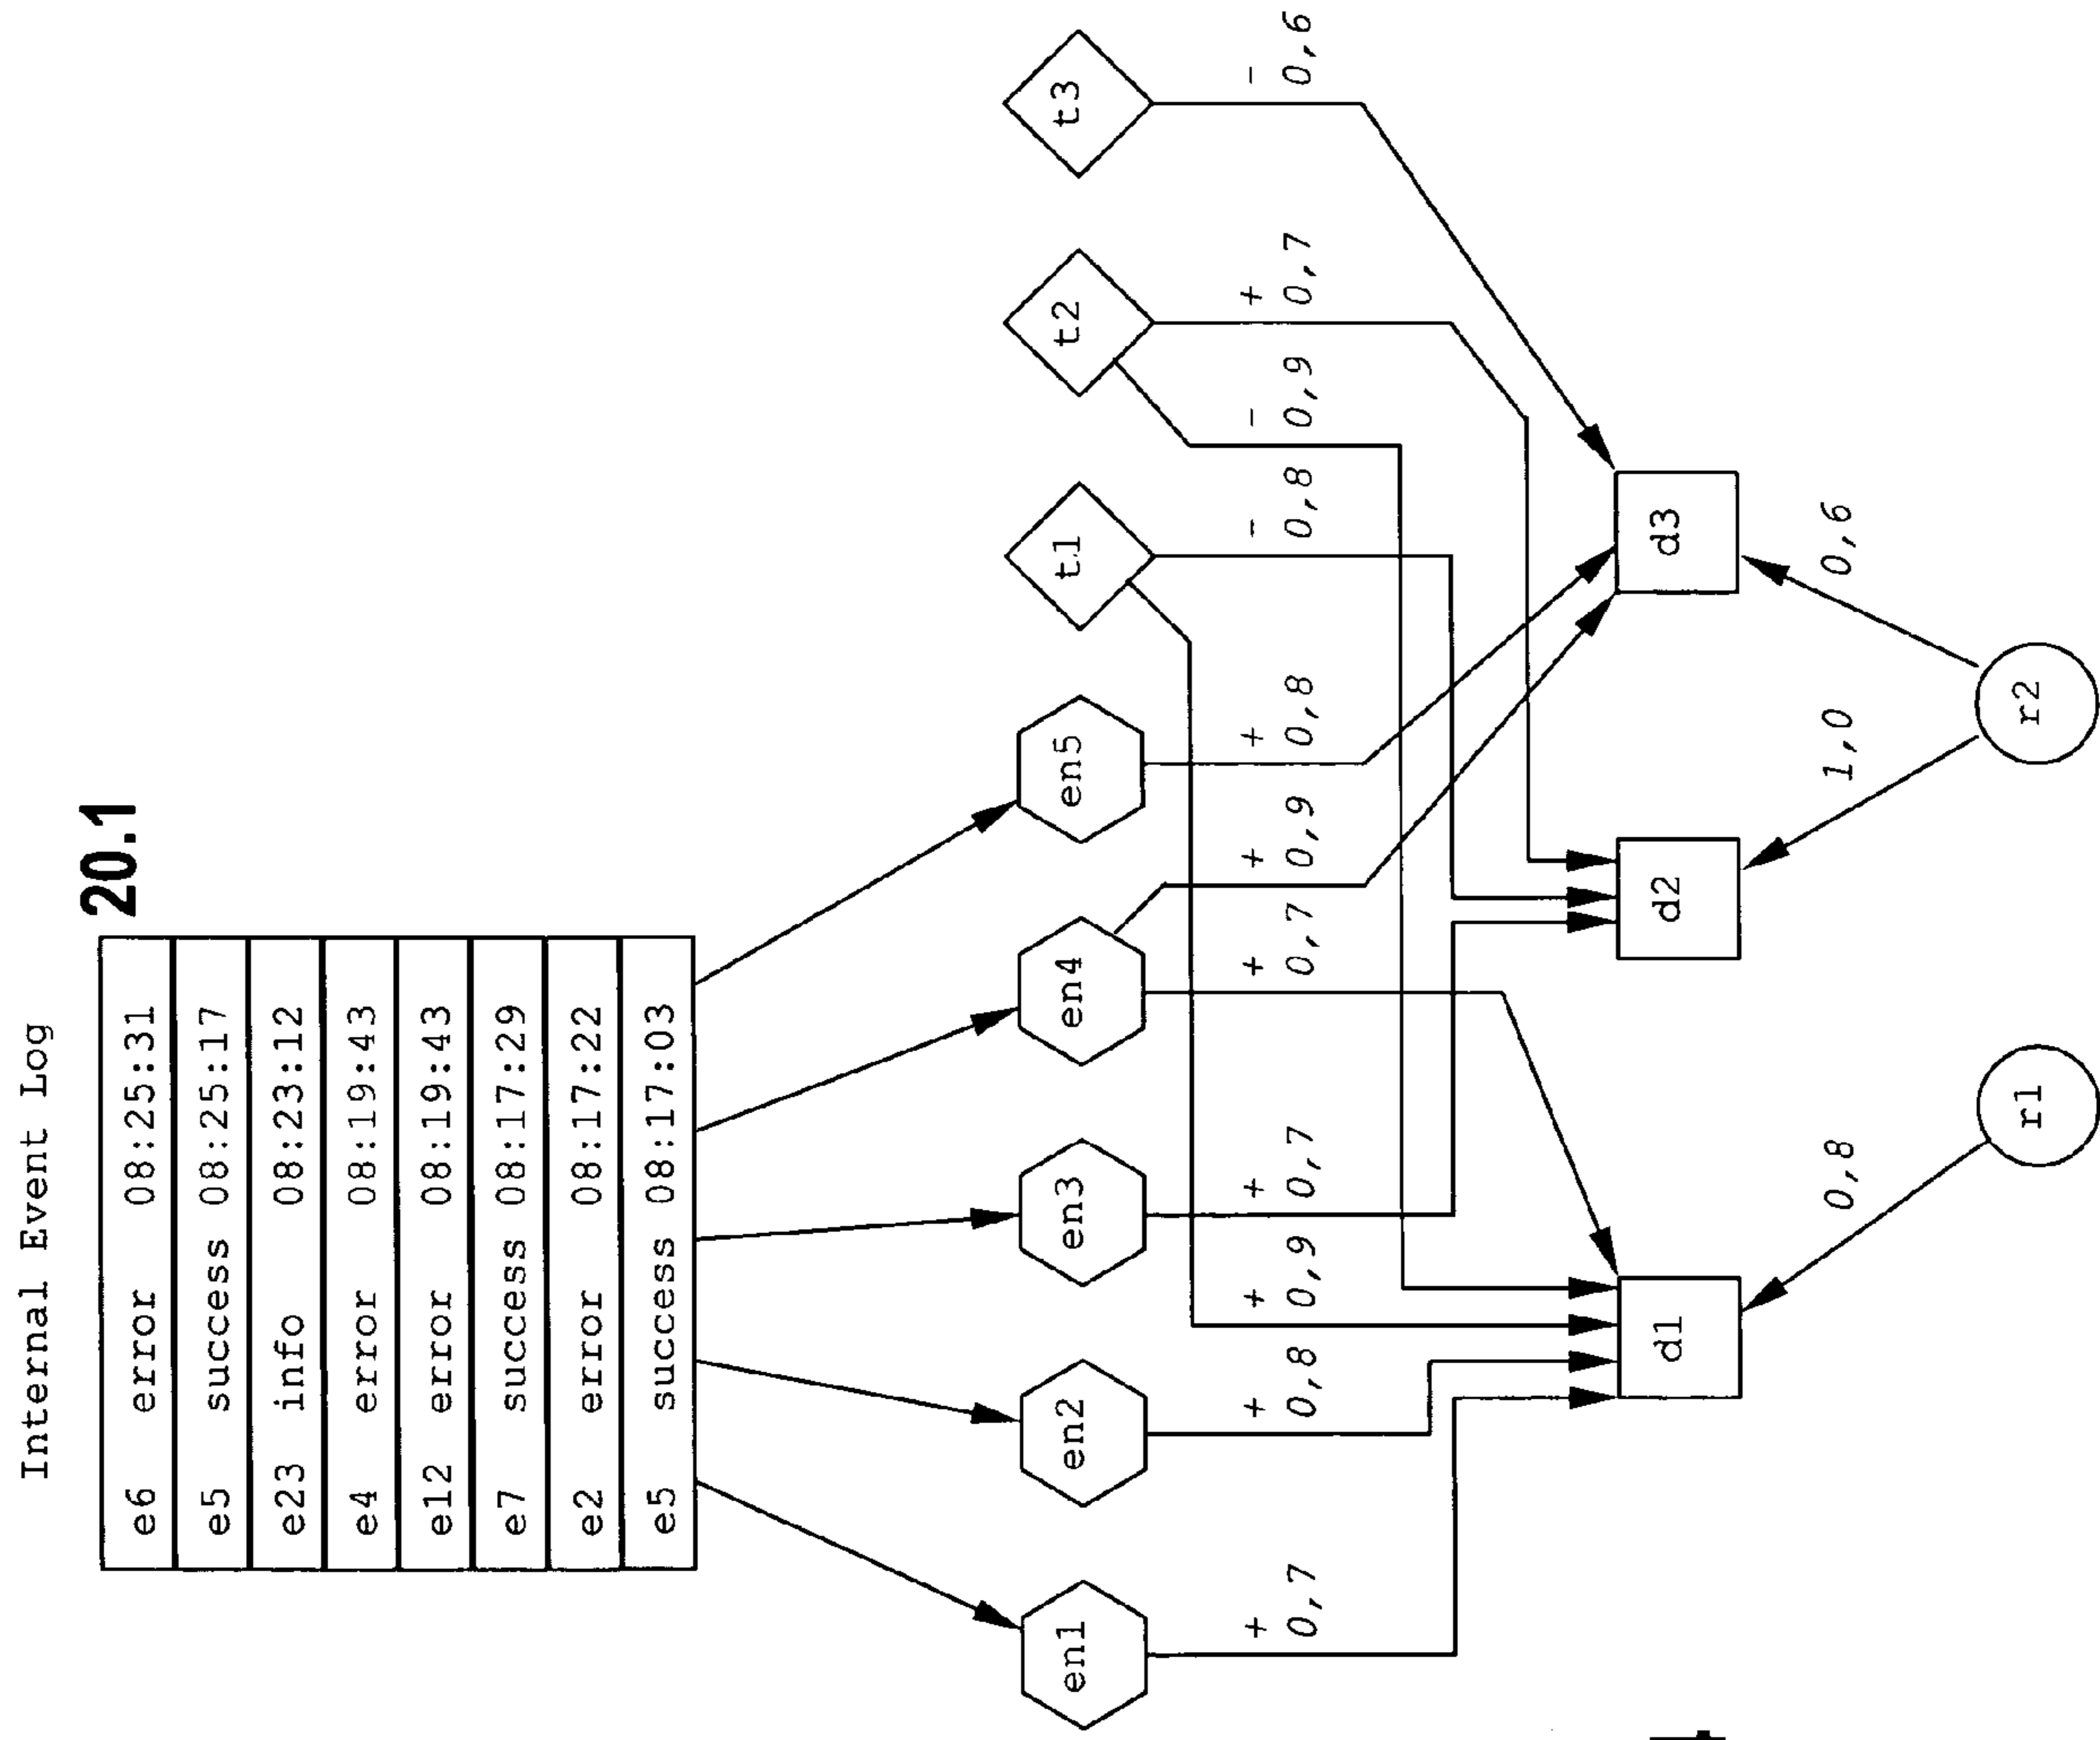 Internal Event Log
20.1
e6 error 08:25:31
e5 success 08:25:17
e23 info 08:23:12
e4 error 08:19:43
e12 error 08:19:43
e7 success 08:17:29
e2 error 08:17:22
e5 success 08:17:03
en1
en2
en3
en4
en5
t1
t2
t3
+ + + + + + + - - + -
0,7 0,8 0,9 0,7 0,7 0,9 0,8 0,8 0,9 0,7 0,6
d1
d2
d3
0,8
1,0
0,6
r1
r2